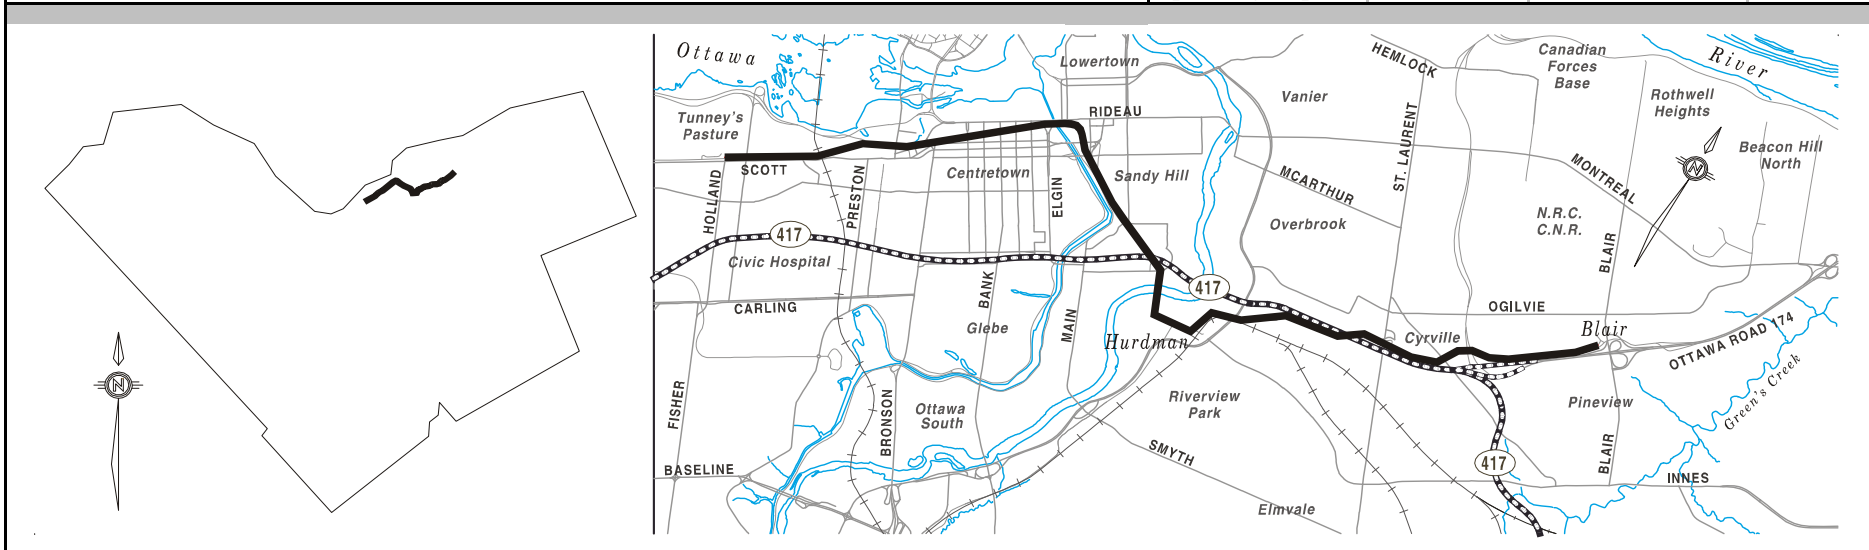 Ottawa
River
Lowertown
HEMLOCK
Canadian
Forces
Base
Tunney's
Pasture
RIDEAU
Vanier
ST. LAURENT
Rothwell
Heights
N
Beacon Hill
North
SCOTT
HOLLAND
PRESTON
Centretown
ELGIN
Sandy Hill
MCARTHUR
MONTREAL
Overbrook
N.R.C.
C.N.R.
BLAIR
417
Civic Hospital
CARLING
BANK
Glebe
MAIN
417
Hurdman
OGILVIE
Cyrville
Blair
OTTAWA ROAD 174
Green's Creek
N
FISHER
BRONSON
Ottawa
South
Riverview
Park
Pineview
BLAIR
BASELINE
SMYTH
417
INNES
Elmvale